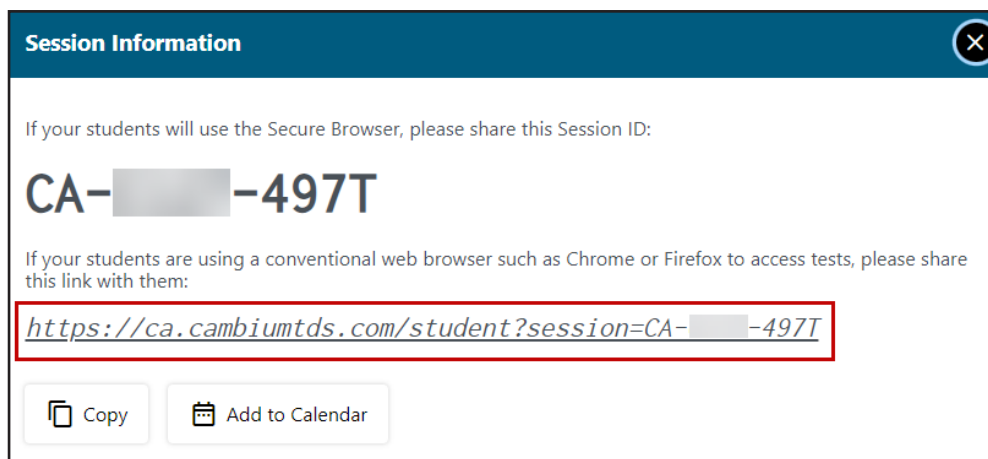 Session Information
If your students will use the Secure Browser, please share this Session ID:
CA- -497T
If your students are using a conventional web browser such as Chrome or Firefox to access tests, please share
this link with them:
https://ca.cambiumtds.com/student?session=CA- -497T
Copy
Add to Calendar